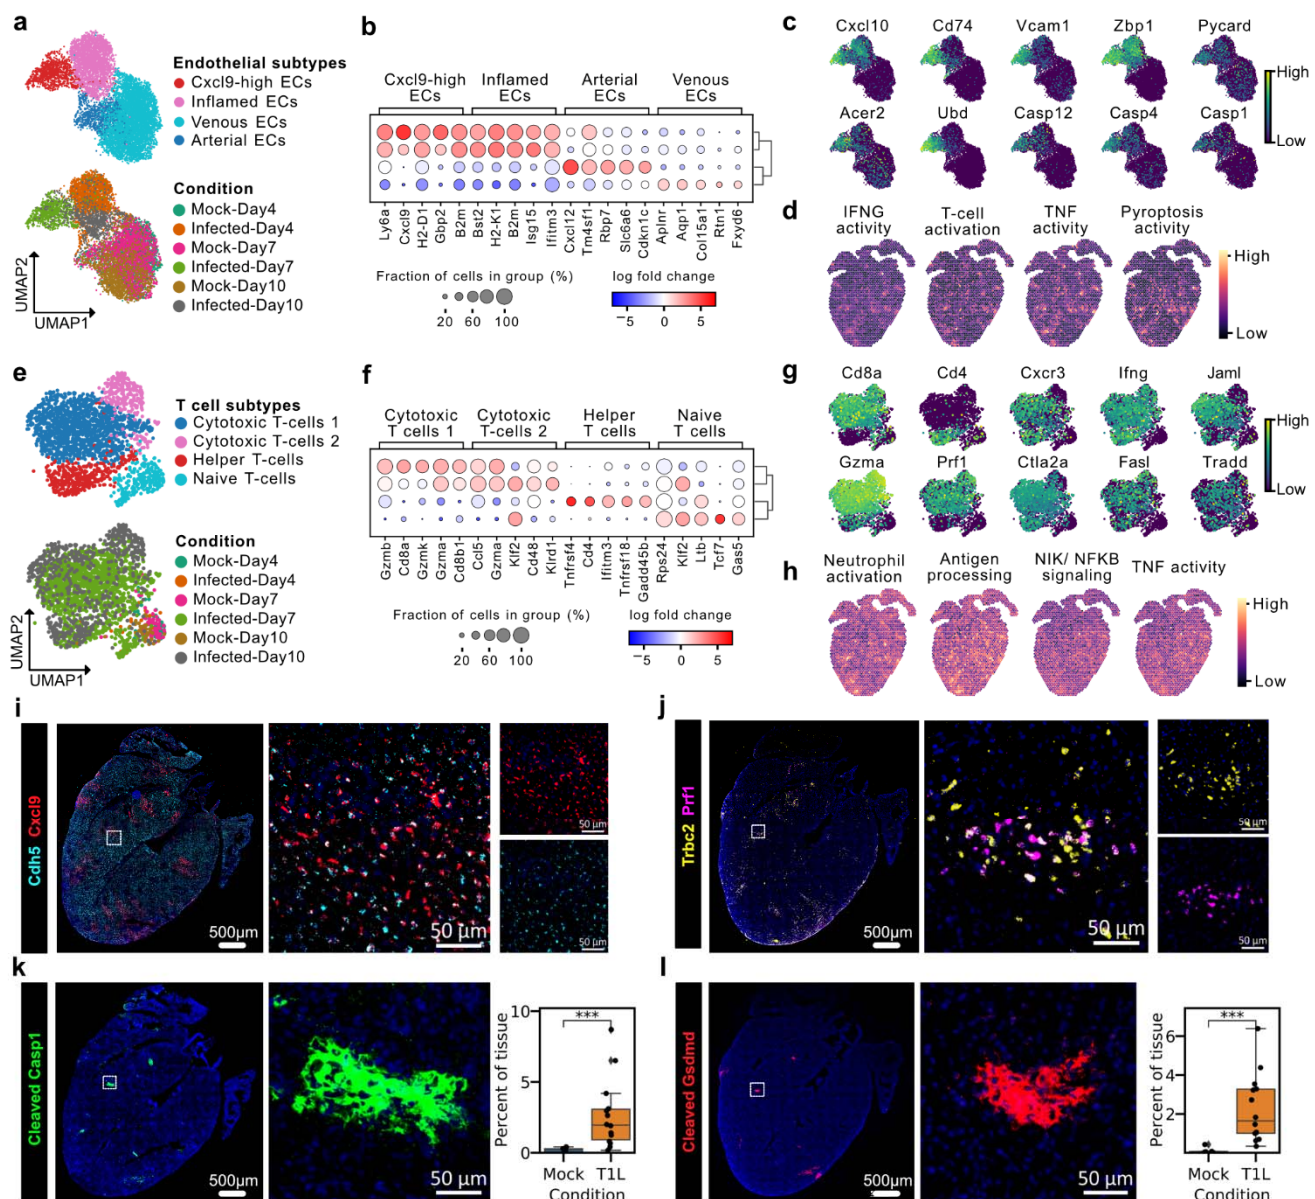 a
Endothelial subtypes
Cxcl9-high ECs
Inflamed ECs
Venous ECs
Arterial ECs
Condition
Mock-Day4
Infected-Day4
Mock-Day7
Infected-Day7
Mock-Day10
Infected-Day10
UMAP2
UMAP1
b
Cxcl9-high ECs
Inflamed ECs
Arterial ECs
Venous ECs
Ly6a
Cxcl9
H2-D1
Gbp2
B2m
Bst2
H2-K1
B2m
Isg15
Ifitm3
Cxcl12
Tm4sf1
Rbp7
Slc6a6
Cdkn1c
Aplnr
Aqp1
Col15a1
Rtn1
Fxyd6
Fraction of cells in group (%)
20 60 100
log fold change
−5 0 5
c
Cxcl10 Cd74 Vcam1 Zbp1 Pycard
Acer2 Ubd Casp12 Casp4 Casp1
High
Low
d
IFNG activity
T-cell activation
TNF activity
Pyroptosis activity
High
Low
e
T cell subtypes
Cytotoxic T-cells 1
Cytotoxic T-cells 2
Helper T-cells
Naive T-cells
Condition
Mock-Day4
Infected-Day4
Mock-Day7
Infected-Day7
Mock-Day10
Infected-Day10
UMAP2
UMAP1
f
Cytotoxic T cells 1
Cytotoxic T-cells 2
Helper T cells
Naive T cells
Gzmb
Cd8a
Gzmk
Gzma
Cd8b1
Ccl5
Gzma
Klf2
Cd48
Klrd1
Tnfrsf4
Cd4
Ifitm3
Tnfrsf18
Gadd45b
Rps24
Klf2
Ltb
Tcf7
Gas5
Fraction of cells in group (%)
20 60 100
log fold change
−5 0 5
g
Cd8a Cd4 Cxcr3 Ifng Jaml
Gzma Prf1 Ctla2a Fasl Tradd
High
Low
h
Neutrophil activation
Antigen processing
NIK/ NFKB signaling
TNF activity
High
Low
i
Cdh5 Cxcl9
500μm
50 μm
50 μm
50 μm
j
Trbc2 Prf1
500μm
50 μm
50 μm
50 μm
k
Cleaved Casp1
500μm
50 μm
Percent of tissue
10
5
0
***
Mock T1L
Condition
l
Cleaved Gsdmd
500μm
50 μm
Percent of tissue
6
4
2
***
Mock T1L
Condition